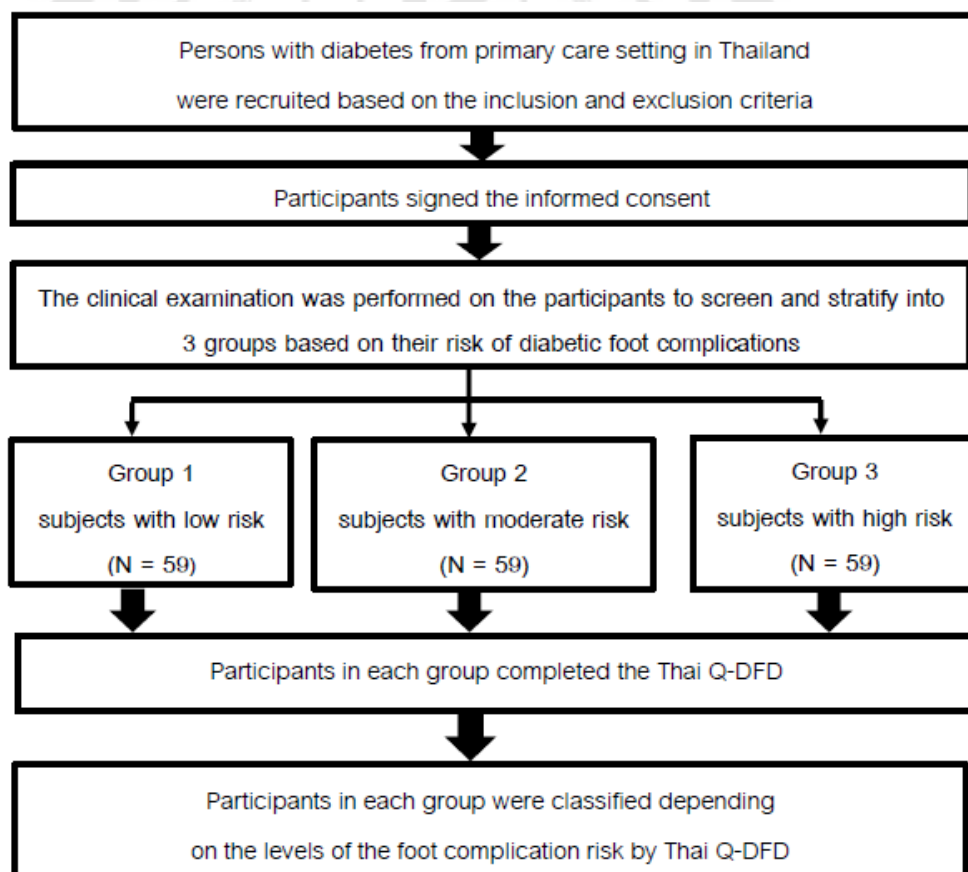 Persons with diabetes from primary care setting in Thailand
were recruited based on the inclusion and exclusion criteria
Participants signed the informed consent
The clinical examination was performed on the participants to screen and stratify into
3 groups based on their risk of diabetic foot complications
Group 1
subjects with low risk
(N = 59)
Group 2
subjects with moderate risk
(N = 59)
Group 3
subjects with high risk
(N = 59)
Participants in each group completed the Thai Q-DFD
Participants in each group were classified depending
on the levels of the foot complication risk by Thai Q-DFD